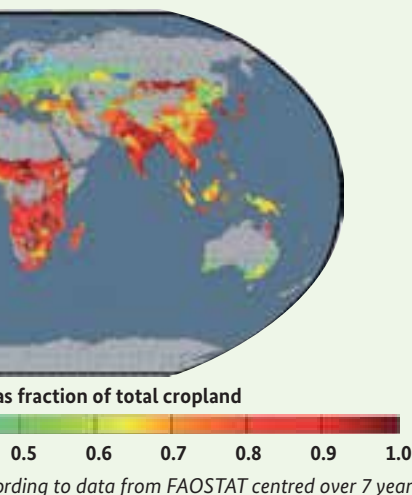 as fraction of total cropland
0.5 0.6 0.7 0.8 0.9 1.0
ording to data from FAOSTAT centred over 7 year